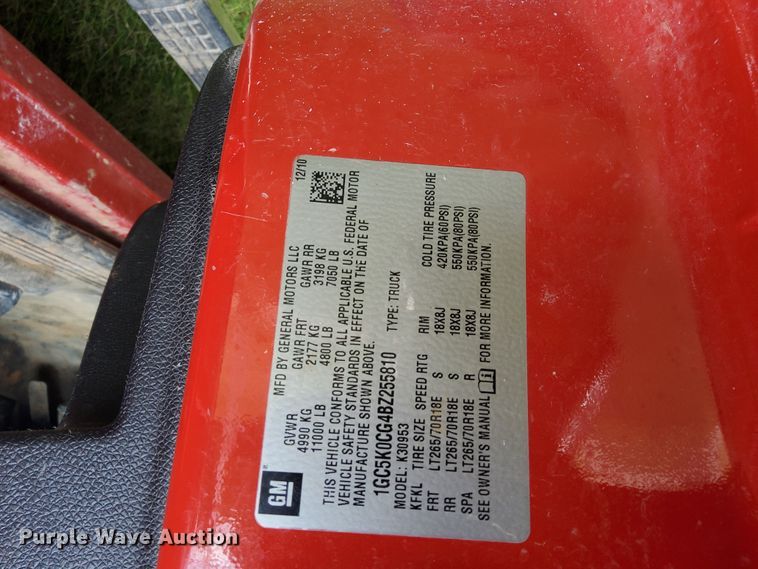 12/10
MFD BY GENERAL MOTORS LLC
GVWR GAWR FRT GAWR RR
4990 KG 2177 KG 3198 KG
11000 LB 4800 LB 7050 LB
THIS VEHICLE CONFORMS TO ALL APPLICABLE U.S. FEDERAL MOTOR
VEHICLE SAFETY STANDARDS IN EFFECT ON THE DATE OF
MANUFACTURE SHOWN ABOVE.
1GC5K0CG4BZ255810 TYPE: TRUCK
MODEL: K30953
KFKL TIRE SIZE SPEED RTG RIM COLD TIRE PRESSURE
FRT LT265/70R18E S 18X8J 420KPA(60PSI)
RR LT265/70R18E S 18X8J 550KPA(80PSI)
SPA LT265/70R18E R 18X8J 550KPA(80PSI)
SEE OWNER'S MANUAL FOR MORE INFORMATION.
GM
Purple Wave Auction